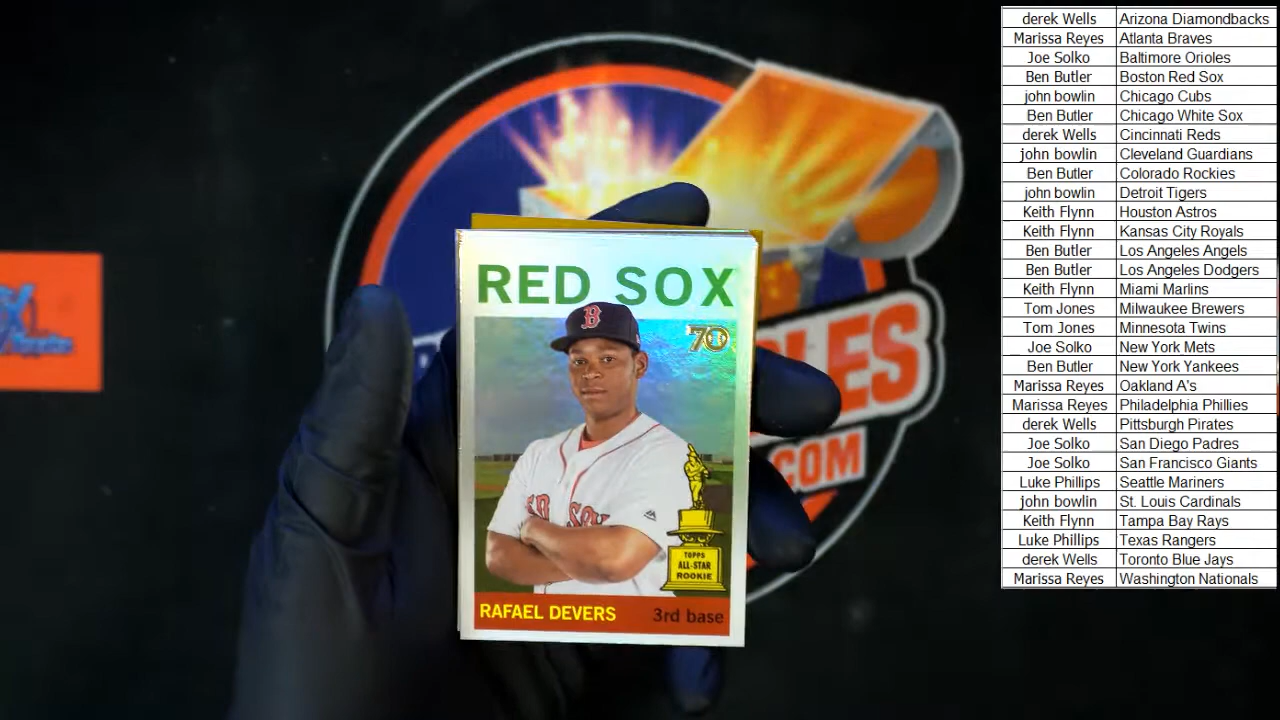 RED SOX
70
B
RED SOX
TOPPS
ALL-STAR
ROOKIE
RAFAEL DEVERS 3rd base
LES
.COM
derek Wells Arizona Diamondbacks
Marissa Reyes Atlanta Braves
Joe Solko Baltimore Orioles
Ben Butler Boston Red Sox
john bowlin Chicago Cubs
Ben Butler Chicago White Sox
derek Wells Cincinnati Reds
john bowlin Cleveland Guardians
Ben Butler Colorado Rockies
john bowlin Detroit Tigers
Keith Flynn Houston Astros
Keith Flynn Kansas City Royals
Ben Butler Los Angeles Angels
Ben Butler Los Angeles Dodgers
Keith Flynn Miami Marlins
Tom Jones Milwaukee Brewers
Tom Jones Minnesota Twins
Joe Solko New York Mets
Ben Butler New York Yankees
Marissa Reyes Oakland A's
Marissa Reyes Philadelphia Phillies
derek Wells Pittsburgh Pirates
Joe Solko San Diego Padres
Joe Solko San Francisco Giants
Luke Phillips Seattle Mariners
john bowlin St. Louis Cardinals
Keith Flynn Tampa Bay Rays
Luke Phillips Texas Rangers
derek Wells Toronto Blue Jays
Marissa Reyes Washington Nationals